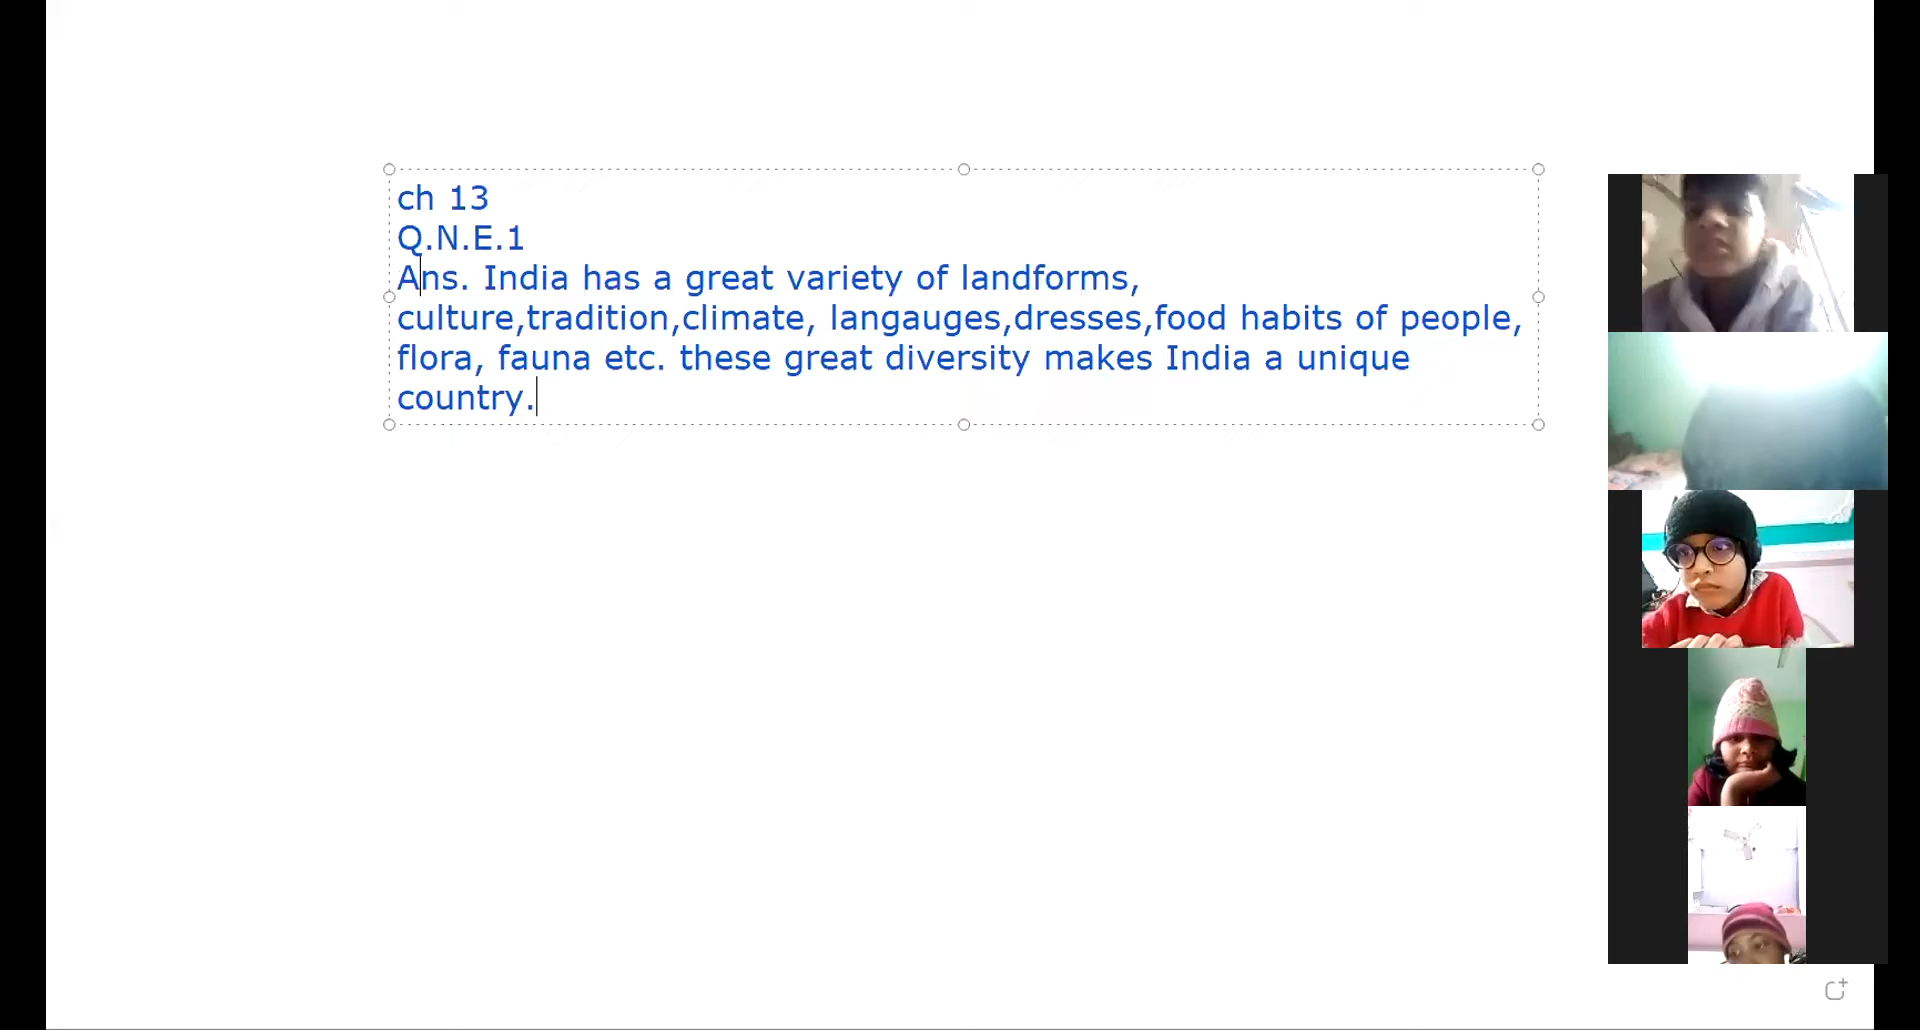 ch 13
Q.N.E.1
Ans. India has a great variety of landforms,
culture,tradition,climate, langauges,dresses,food habits of people,
flora, fauna etc. these great diversity makes India a unique
country.